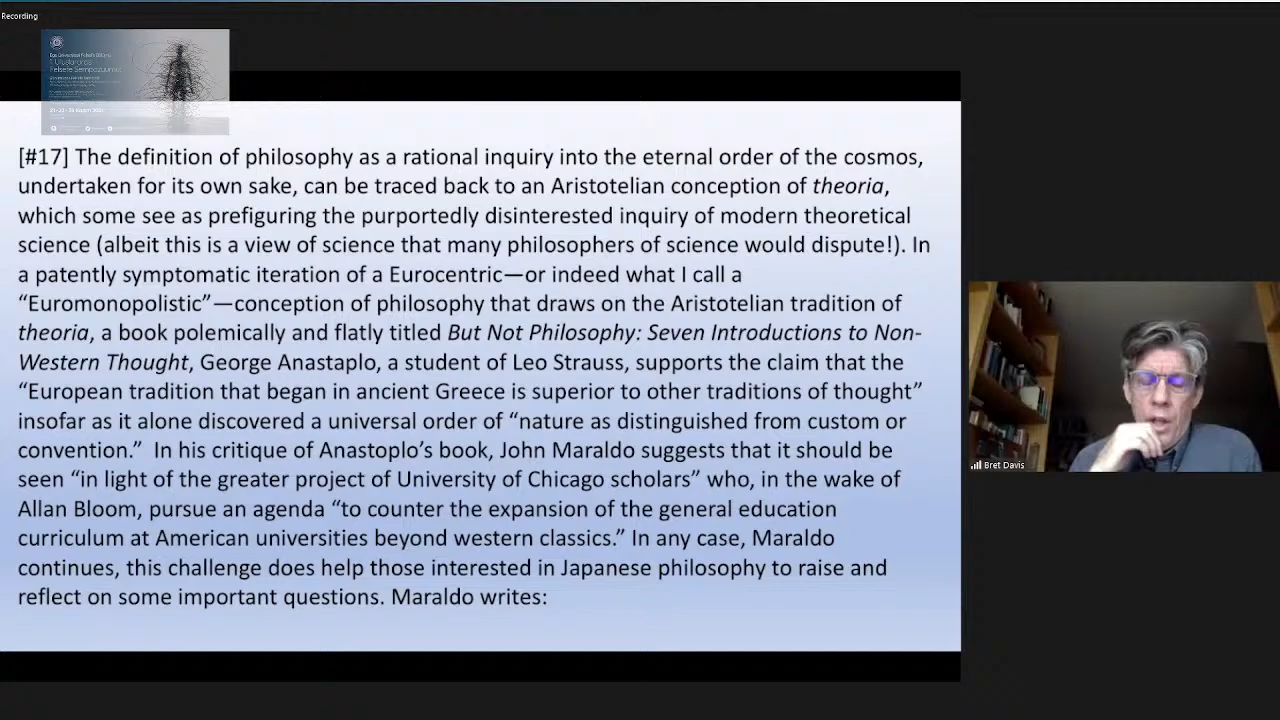 Recording
Ege Üniversitesi Felsefe Bölümü
1. Uluslararası
Felsefe Sempozyumu
[#17] The definition of philosophy as a rational inquiry into the eternal order of the cosmos,
undertaken for its own sake, can be traced back to an Aristotelian conception of theoria,
which some see as prefiguring the purportedly disinterested inquiry of modern theoretical
science (albeit this is a view of science that many philosophers of science would dispute!). In
a patently symptomatic iteration of a Eurocentric—or indeed what I call a
“Euromonopolistic”—conception of philosophy that draws on the Aristotelian tradition of
theoria, a book polemically and flatly titled But Not Philosophy: Seven Introductions to Non-
Western Thought, George Anastaplo, a student of Leo Strauss, supports the claim that the
“European tradition that began in ancient Greece is superior to other traditions of thought”
insofar as it alone discovered a universal order of “nature as distinguished from custom or
convention.”  In his critique of Anastoplo’s book, John Maraldo suggests that it should be
seen “in light of the greater project of University of Chicago scholars” who, in the wake of
Allan Bloom, pursue an agenda “to counter the expansion of the general education
curriculum at American universities beyond western classics.” In any case, Maraldo
continues, this challenge does help those interested in Japanese philosophy to raise and
reflect on some important questions. Maraldo writes:
Bret Davis